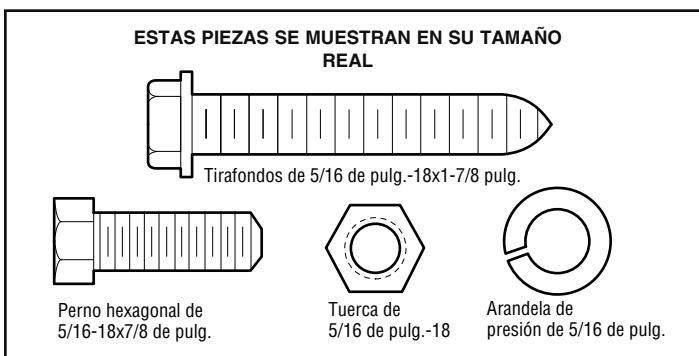 ESTAS PIEZAS SE MUESTRAN EN SU TAMAÑO
REAL
Tirafondos de 5/16 de pulg.-18x1-7/8 pulg.
Perno hexagonal de
5/16-18x7/8 de pulg.
Tuerca de
5/16 de pulg.-18
Arandela de
presión de 5/16 de pulg.